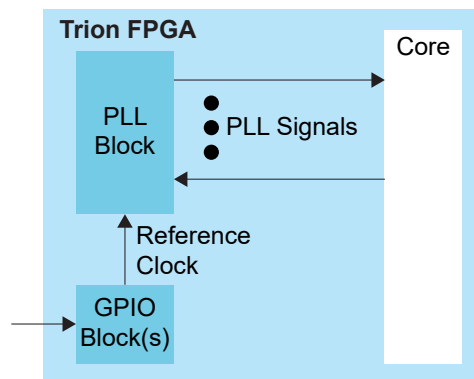 Trion FPGA
Core
PLL
Block
PLL Signals
Reference
Clock
GPIO
Block(s)